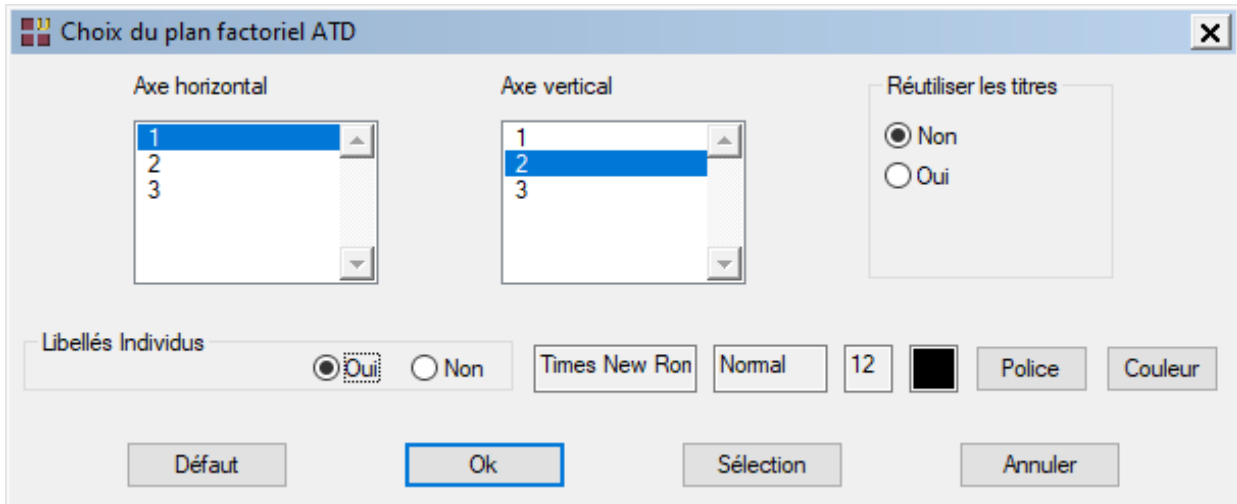 Choix du plan factoriel ATD
Axe horizontal
1
2
3
Axe vertical
1
2
3
Réutiliser les titres
Non
Oui
Libellés Individus
Oui
Non
Times New Ron
Normal
12
Police
Couleur
Défaut
Ok
Sélection
Annuler